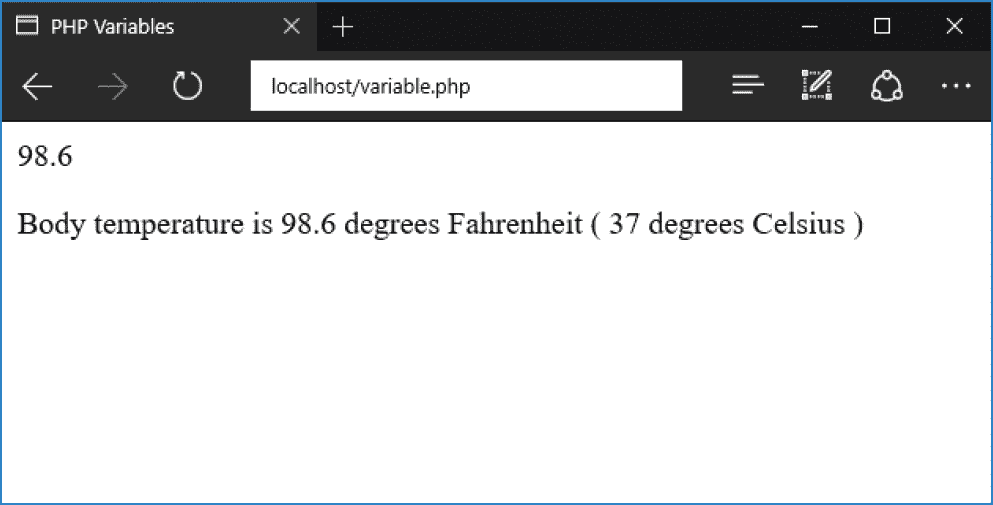 PHP Variables
localhost/variable.php
98.6
Body temperature is 98.6 degrees Fahrenheit ( 37 degrees Celsius )